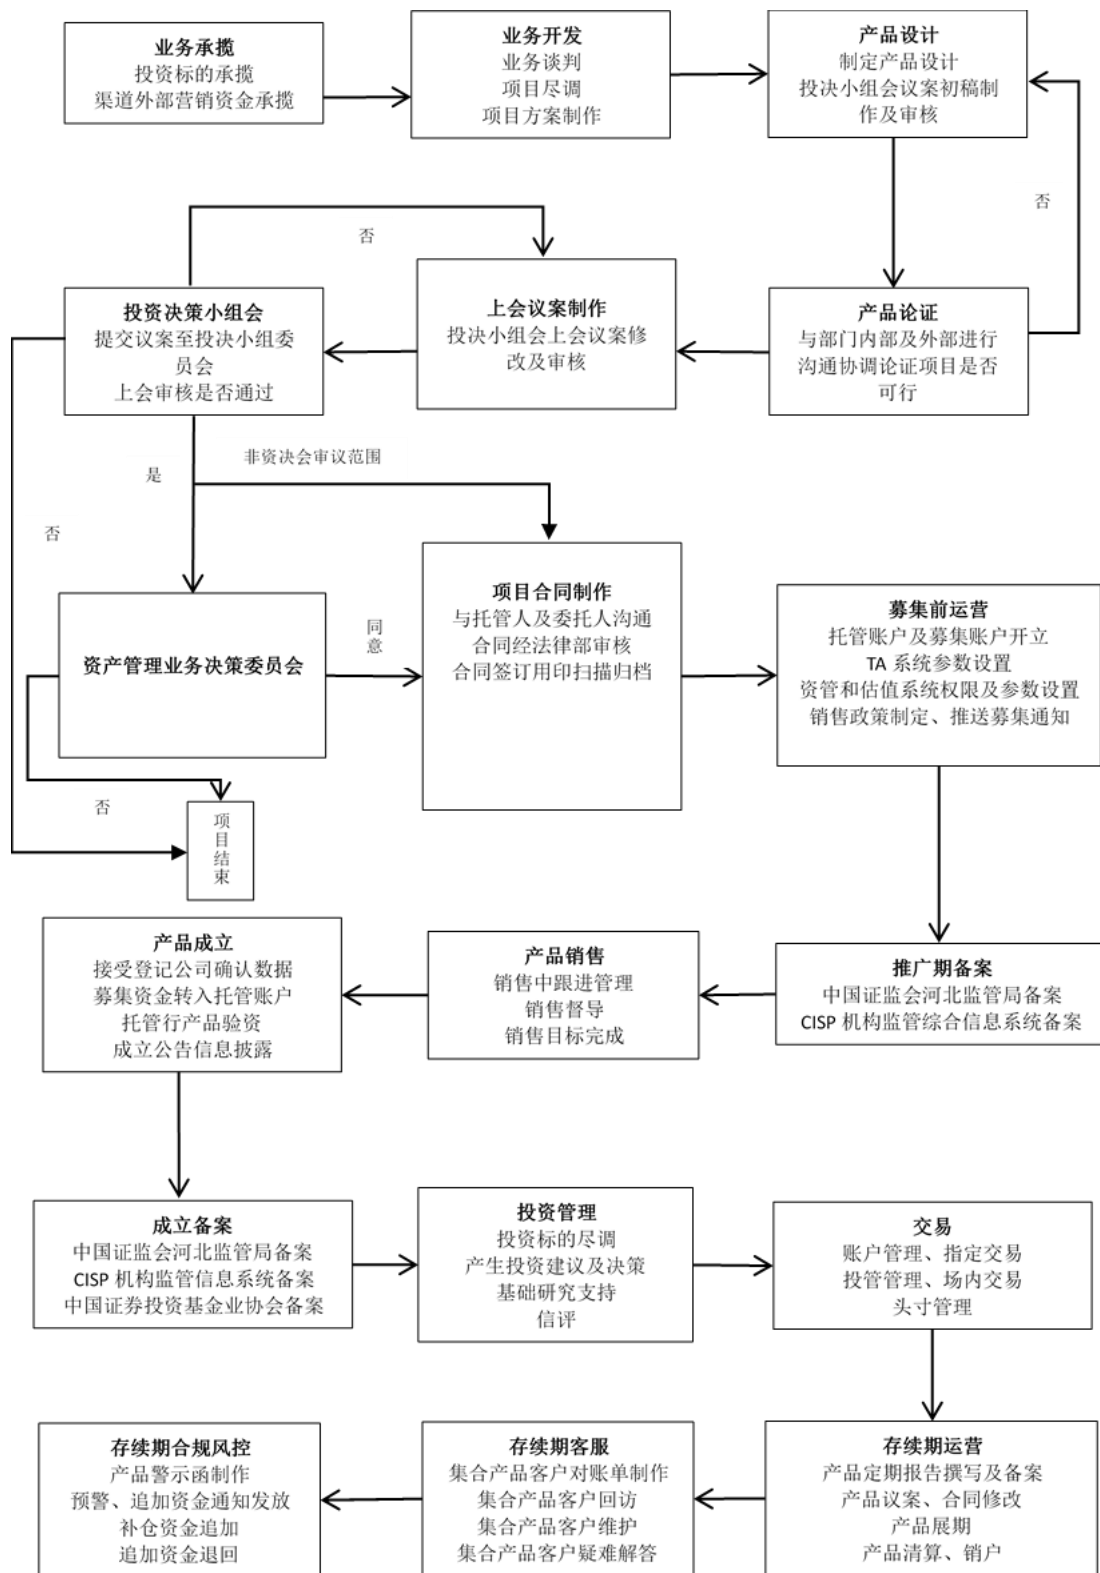 业务承揽
投资标的承揽
渠道外部营销资金承揽
业务开发
业务谈判
项目尽调
项目方案制作
产品设计
制定产品设计
投决小组会议案初稿制
作及审核
否
否
投资决策小组会
提交议案至投决小组委
员会
上会审核是否通过
上会议案制作
投决小组会上会议案修
改及审核
产品论证
与部门内部及外部进行
沟通协调论证项目是否
可行
非资决会审议范围
是
否
资产管理业务决策委员会
同
意
项目合同制作
与托管人及委托人沟通
合同经法律部审核
合同签订用印扫描归档
募集前运营
托管账户及募集账户开立
TA 系统参数设置
资管和估值系统权限及参数设置
销售政策制定、推送募集通知
否
项
目
结
束
产品成立
接受登记公司确认数据
募集资金转入托管账户
托管行产品验资
成立公告信息披露
产品销售
销售中跟进管理
销售督导
销售目标完成
推广期备案
中国证监会河北监管局备案
CISP 机构监管综合信息系统备案
成立备案
中国证监会河北监管局备案
CISP 机构监管信息系统备案
中国证券投资基金业协会备案
投资管理
投资标的尽调
产生投资建议及决策
基础研究支持
信评
交易
账户管理、指定交易
投管管理、场内交易
头寸管理
存续期合规风控
产品警示函制作
预警、追加资金通知发放
补仓资金追加
追加资金退回
存续期客服
集合产品客户对账单制作
集合产品客户回访
集合产品客户维护
集合产品客户疑难解答
存续期运营
产品定期报告撰写及备案
产品议案、合同修改
产品展期
产品清算、销户